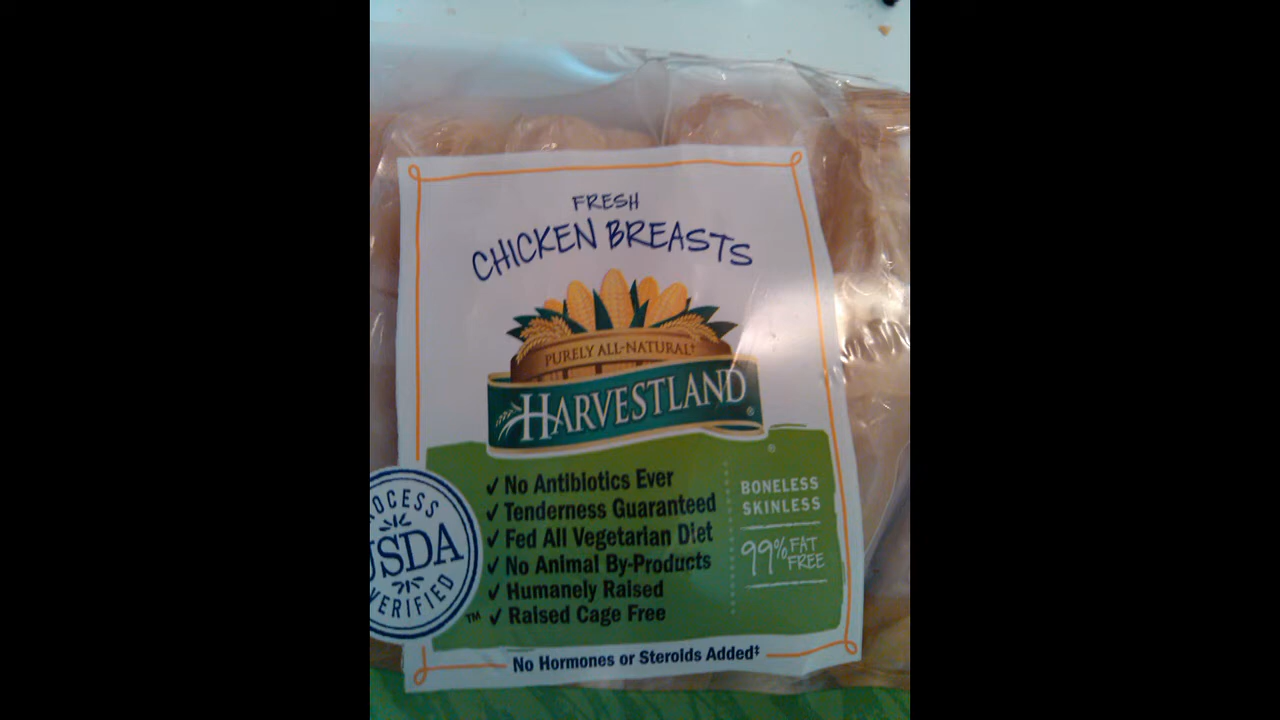 FRESH
CHICKEN BREASTS
PURELY ALL-NATURAL†
HARVESTLAND®
✓ No Antibiotics Ever
✓ Tenderness Guaranteed
✓ Fed All Vegetarian Diet
✓ No Animal By-Products
✓ Humanely Raised
✓ Raised Cage Free
BONELESS
SKINLESS
99% FAT
FREE
OCESS
USDA
VERIFIED
TM
No Hormones or Steroids Added‡